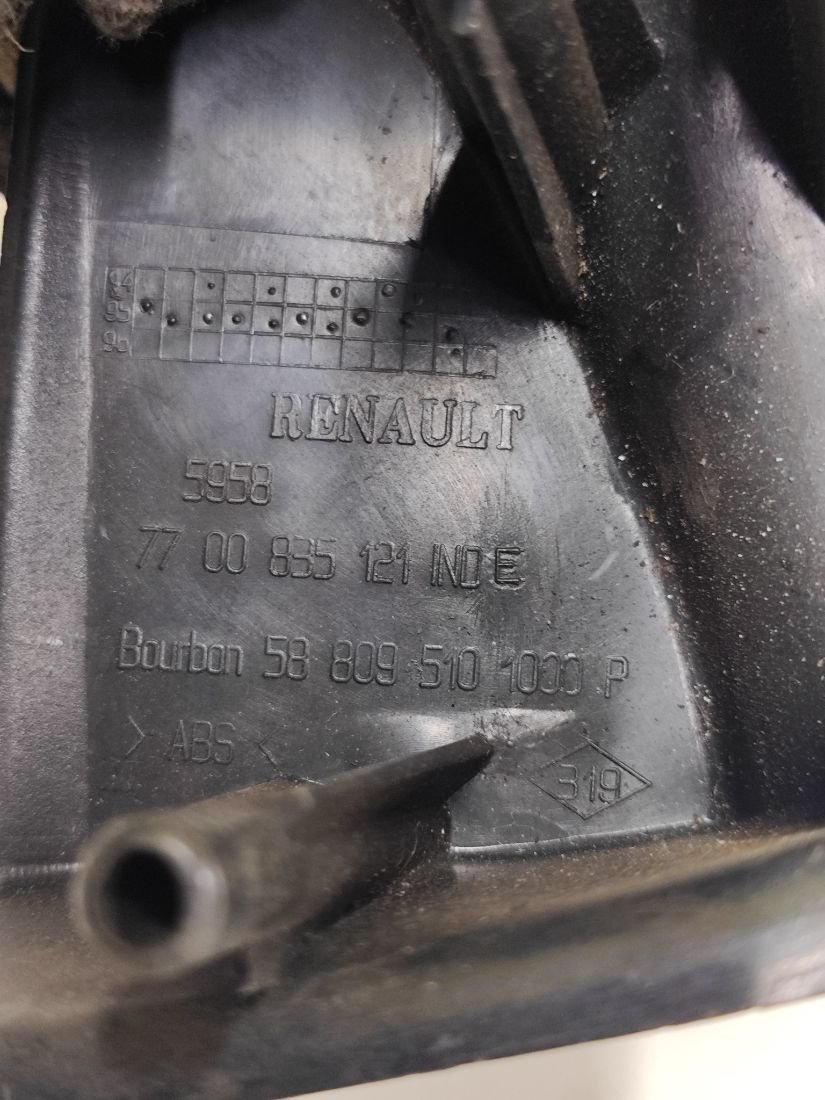 94
95
96
RENAULT
5958
77 00 835 121 IND E
Bourbon 58 809 510 1000 P
> ABS <
319